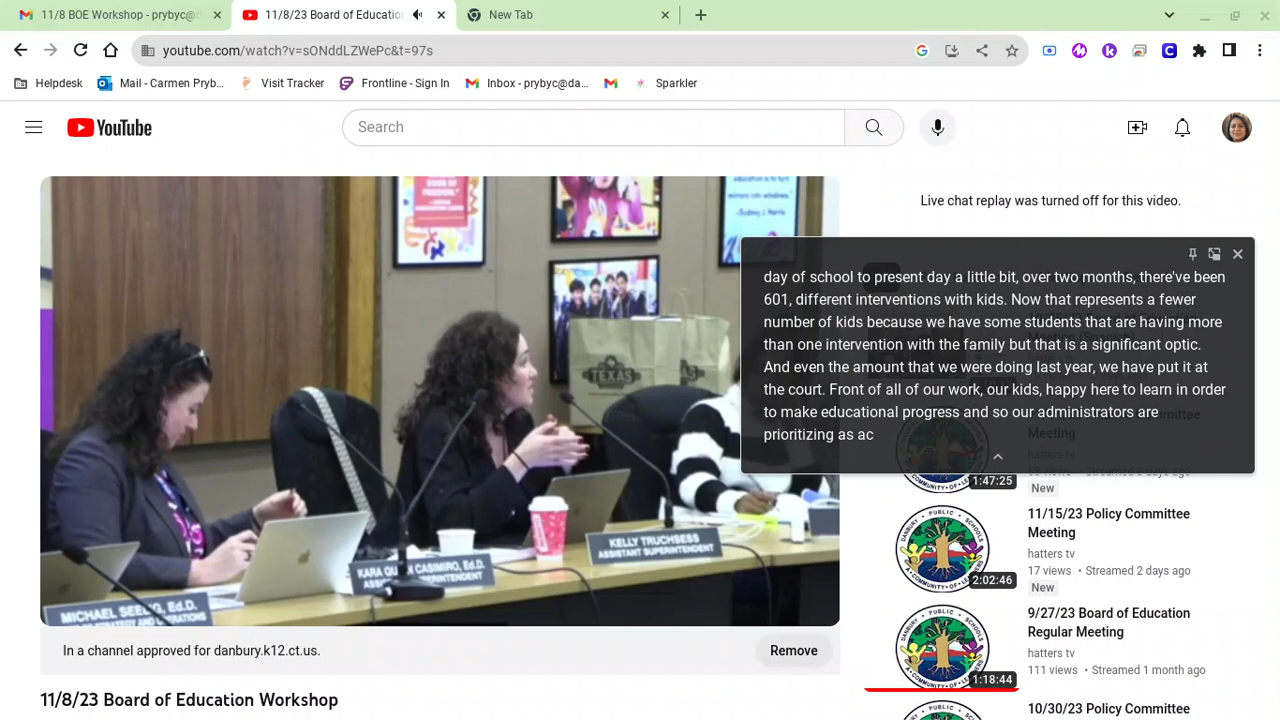 11/8 BOE Workshop - prybyc@
11/8/23 Board of Education
New Tab
youtube.com/watch?v=sONddLZWePc&t=97s
Helpdesk
Mail - Carmen Pryb...
Visit Tracker
Frontline - Sign In
Inbox - prybyc@da...
Sparkler
YouTube
Search
Live chat replay was turned off for this video.
day of school to present day a little bit, over two months, there've been
601, different interventions with kids. Now that represents a fewer
number of kids because we have some students that are having more
than one intervention with the family but that is a significant optic.
And even the amount that we were doing last year, we have put it at
the court. Front of all of our work, our kids, happy here to learn in order
to make educational progress and so our administrators are
prioritizing as ac
Meeting
hatters tv
1:47:25
New
TEXAS
KELLY TRUCHSESS
ASSISTANT SUPERINTENDENT
KARA QUINN CASIMIRO, Ed.D.
MICHAEL SEELIG, Ed.D.
11/15/23 Policy Committee
Meeting
hatters tv
17 views • Streamed 2 days ago
New
2:02:46
9/27/23 Board of Education
Regular Meeting
hatters tv
111 views • Streamed 1 month ago
1:18:44
10/30/23 Policy Committee
In a channel approved for danbury.k12.ct.us.
Remove
11/8/23 Board of Education Workshop